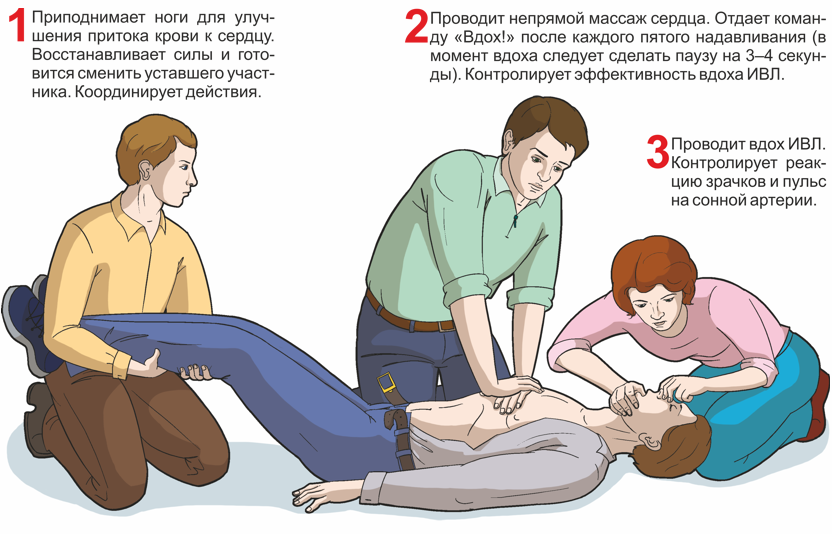 1 Приподнимает ноги для улуч-
шения притока крови к сердцу.
Восстанавливает силы и гото-
вится сменить уставшего участ-
ника. Координирует действия.
2 Проводит непрямой массаж сердца. Отдает коман-
ду «Вдох!» после каждого пятого надавливания (в
момент вдоха следует сделать паузу на 3–4 секун-
ды). Контролирует эффективность вдоха ИВЛ.
3 Проводит вдох ИВЛ.
Контролирует реак-
цию зрачков и пульс
на сонной артерии.